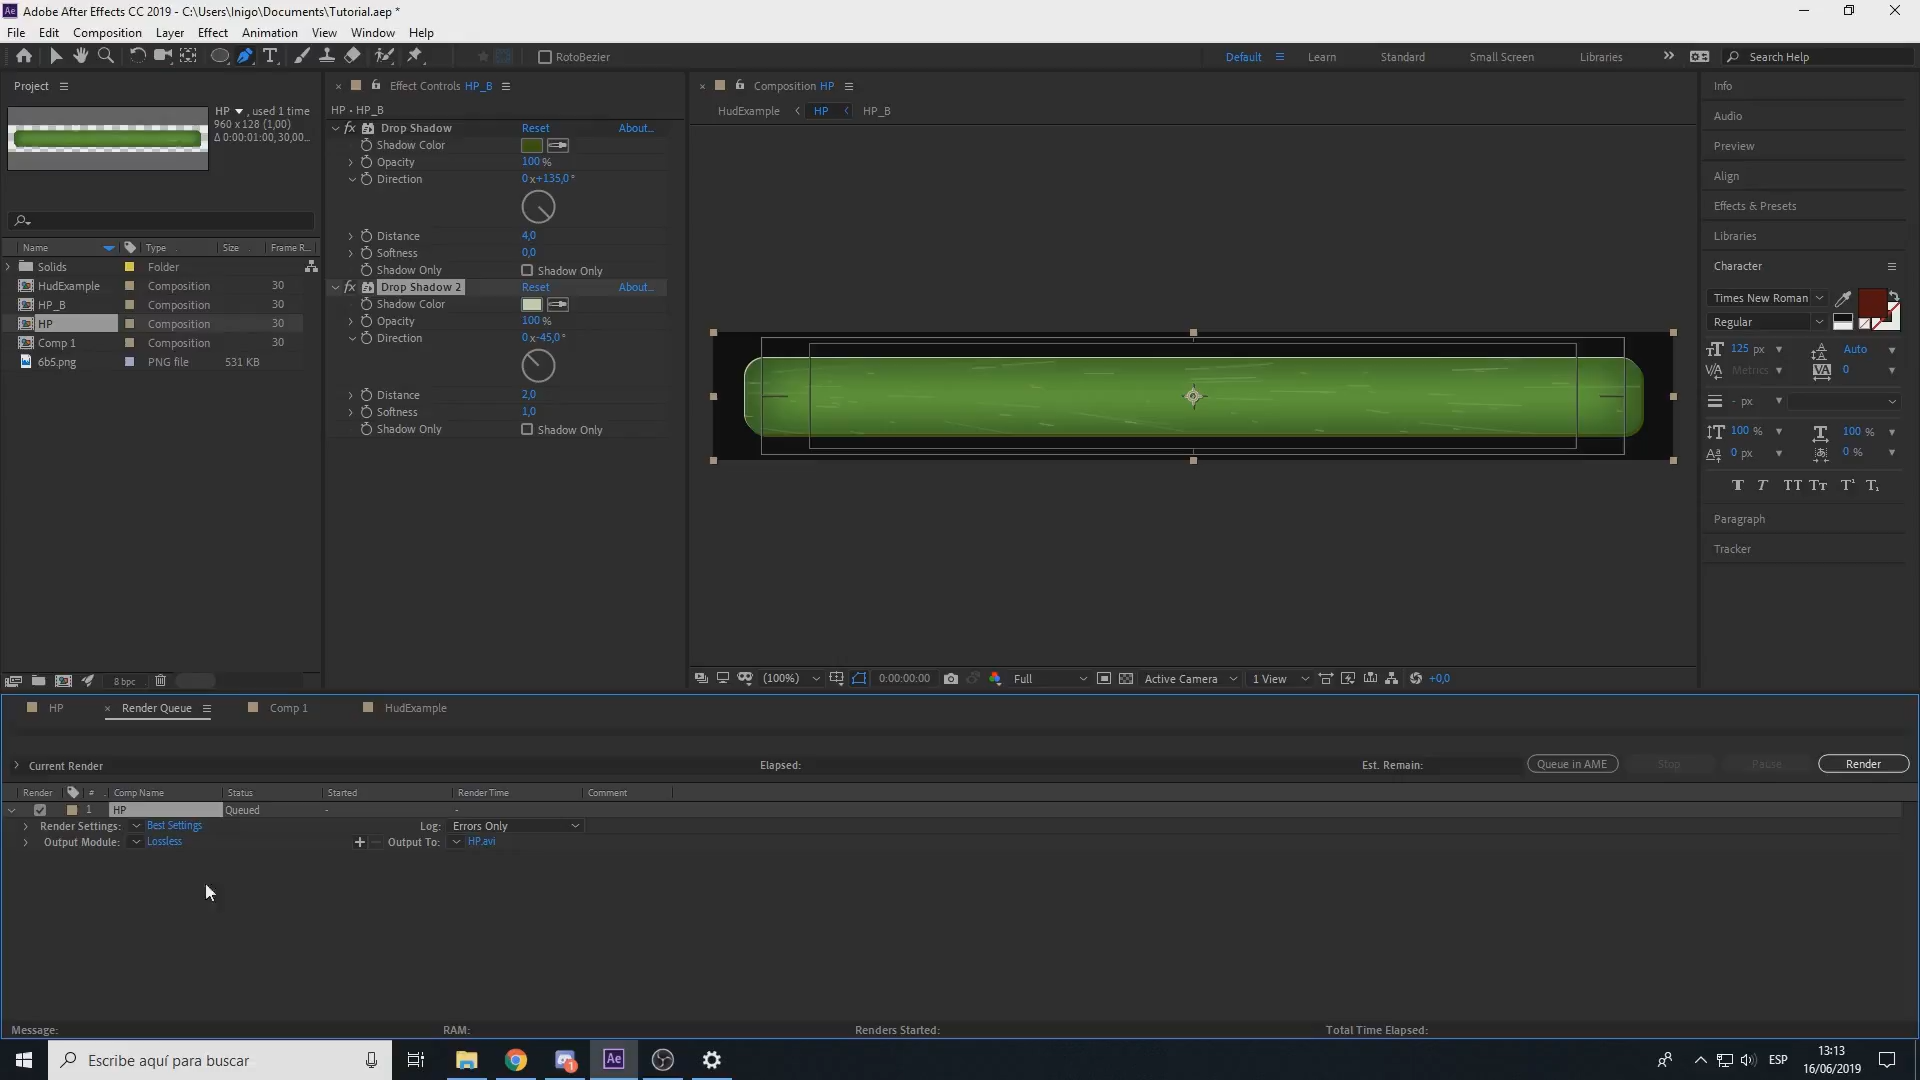 Adobe After Effects CC 2019 - C:\Users\Inigo\Documents\Tutorial.aep *
File Edit Composition Layer Effect Animation View Window Help
RotoBezier
Default Learn Standard Small Screen Libraries Search Help
Project
HP , used 1 time
960 x 128 (1,00)
Δ 0:00:01:00, 30,00...
Name Type Size Frame R...
Solids Folder
HudExample Composition 30
HP_B Composition 30
HP Composition 30
Comp 1 Composition 30
6b5.png PNG file 531 KB
8 bpc
Effect Controls HP_B
HP • HP_B
fx Drop Shadow Reset About...
Shadow Color
Opacity 100 %
Direction 0 x+135,0 °
Distance 4,0
Softness 0,0
Shadow Only Shadow Only
fx Drop Shadow 2 Reset About...
Shadow Color
Opacity 100 %
Direction 0 x-45,0 °
Distance 2,0
Softness 1,0
Shadow Only Shadow Only
Composition HP
HudExample HP HP_B
(100%) 0:00:00:00 Full Active Camera 1 View +0,0
Info
Audio
Preview
Align
Effects & Presets
Libraries
Character
Times New Roman
Regular
125 px Auto
Metrics 0
- px
100 % 100 %
0 px 0 %
T T TT Tт T¹ T₁
Paragraph
Tracker
HP Render Queue Comp 1 HudExample
Current Render Elapsed: Est. Remain: Queue in AME Stop Pause Render
Render # Comp Name Status Started Render Time Comment
1 HP Queued - -
Render Settings: Best Settings Log: Errors Only
Output Module: Lossless Output To: HP.avi
Message: RAM: Renders Started: Total Time Elapsed:
Escribe aquí para buscar
Ae
1
ESP
13:13
16/06/2019